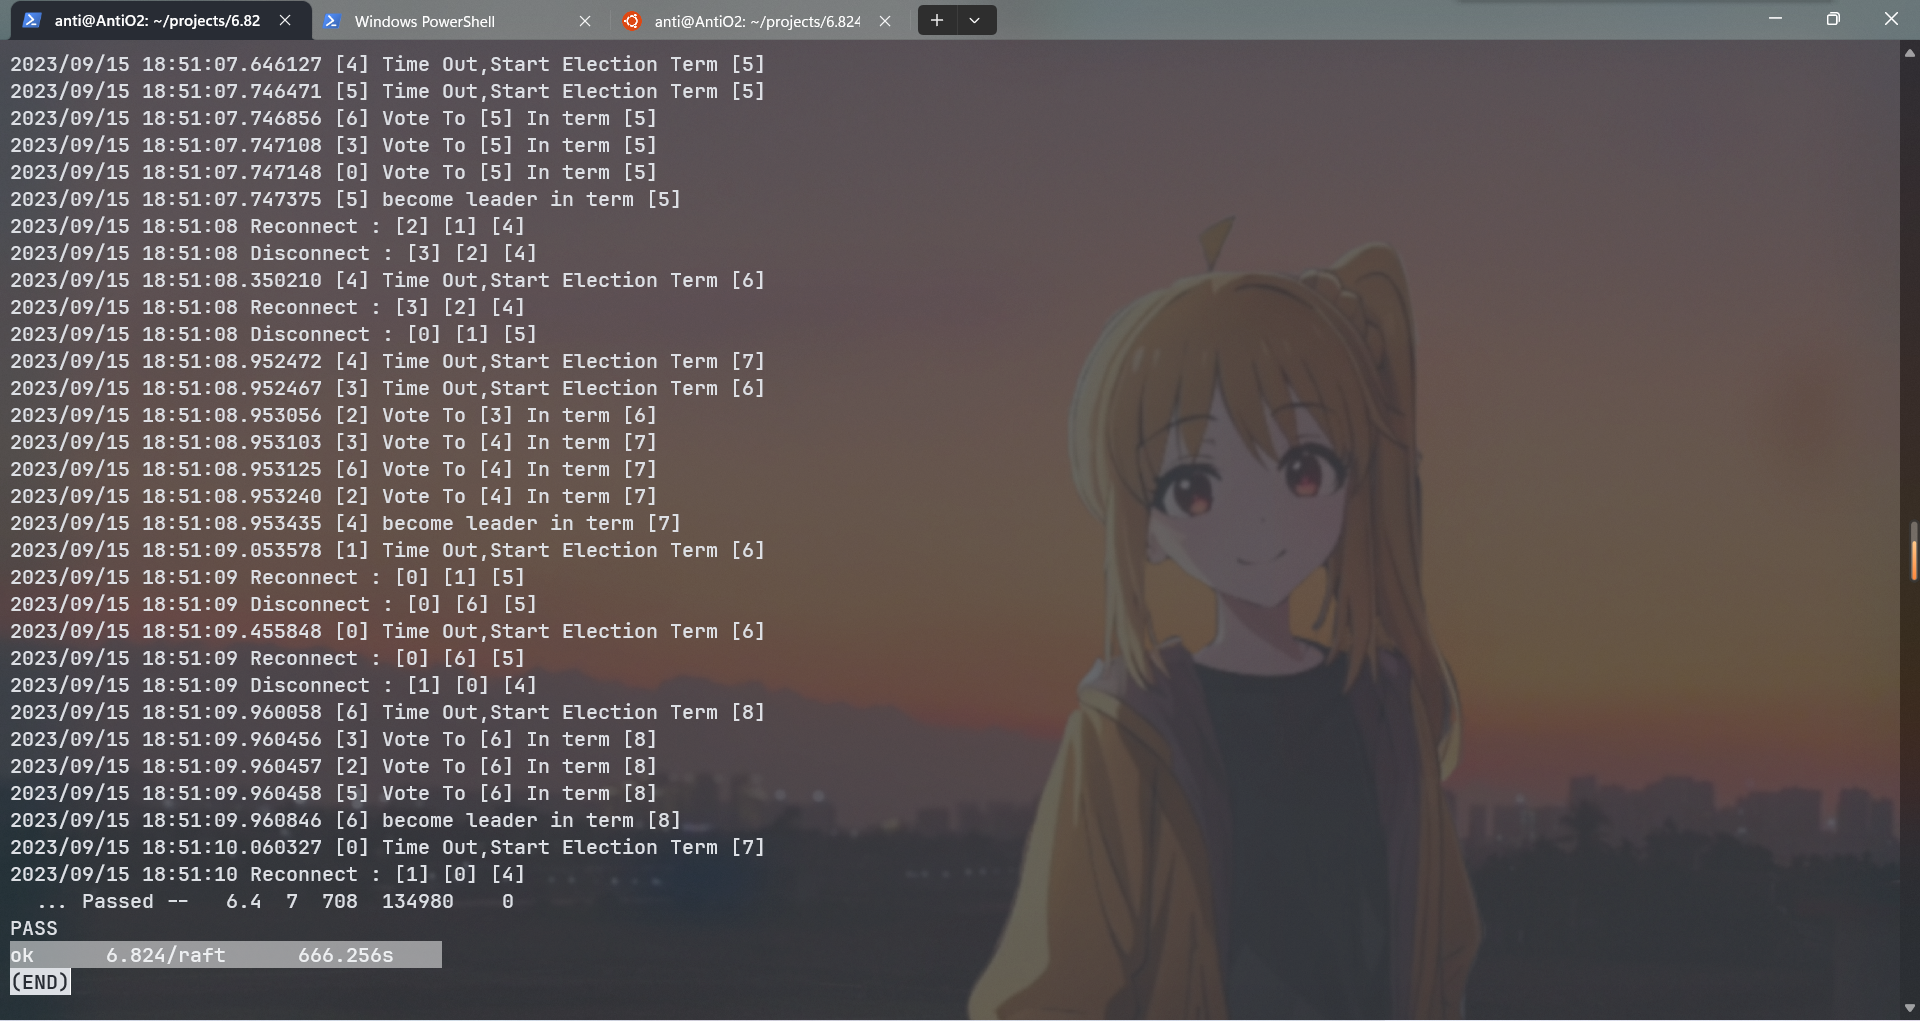 anti@AntiO2: ~/projects/6.82
Windows PowerShell
anti@AntiO2: ~/projects/6.824
2023/09/15 18:51:07.646127 [4] Time Out,Start Election Term [5]
2023/09/15 18:51:07.746471 [5] Time Out,Start Election Term [5]
2023/09/15 18:51:07.746856 [6] Vote To [5] In term [5]
2023/09/15 18:51:07.747108 [3] Vote To [5] In term [5]
2023/09/15 18:51:07.747148 [0] Vote To [5] In term [5]
2023/09/15 18:51:07.747375 [5] become leader in term [5]
2023/09/15 18:51:08 Reconnect : [2] [1] [4]
2023/09/15 18:51:08 Disconnect : [3] [2] [4]
2023/09/15 18:51:08.350210 [4] Time Out,Start Election Term [6]
2023/09/15 18:51:08 Reconnect : [3] [2] [4]
2023/09/15 18:51:08 Disconnect : [0] [1] [5]
2023/09/15 18:51:08.952472 [4] Time Out,Start Election Term [7]
2023/09/15 18:51:08.952467 [3] Time Out,Start Election Term [6]
2023/09/15 18:51:08.953056 [2] Vote To [3] In term [6]
2023/09/15 18:51:08.953103 [3] Vote To [4] In term [7]
2023/09/15 18:51:08.953125 [6] Vote To [4] In term [7]
2023/09/15 18:51:08.953240 [2] Vote To [4] In term [7]
2023/09/15 18:51:08.953435 [4] become leader in term [7]
2023/09/15 18:51:09.053578 [1] Time Out,Start Election Term [6]
2023/09/15 18:51:09 Reconnect : [0] [1] [5]
2023/09/15 18:51:09 Disconnect : [0] [6] [5]
2023/09/15 18:51:09.455848 [0] Time Out,Start Election Term [6]
2023/09/15 18:51:09 Reconnect : [0] [6] [5]
2023/09/15 18:51:09 Disconnect : [1] [0] [4]
2023/09/15 18:51:09.960058 [6] Time Out,Start Election Term [8]
2023/09/15 18:51:09.960456 [3] Vote To [6] In term [8]
2023/09/15 18:51:09.960457 [2] Vote To [6] In term [8]
2023/09/15 18:51:09.960458 [5] Vote To [6] In term [8]
2023/09/15 18:51:09.960846 [6] become leader in term [8]
2023/09/15 18:51:10.060327 [0] Time Out,Start Election Term [7]
2023/09/15 18:51:10 Reconnect : [1] [0] [4]
... Passed -- 6.4 7 708 134980 0
PASS
ok 6.824/raft 666.256s
(END)